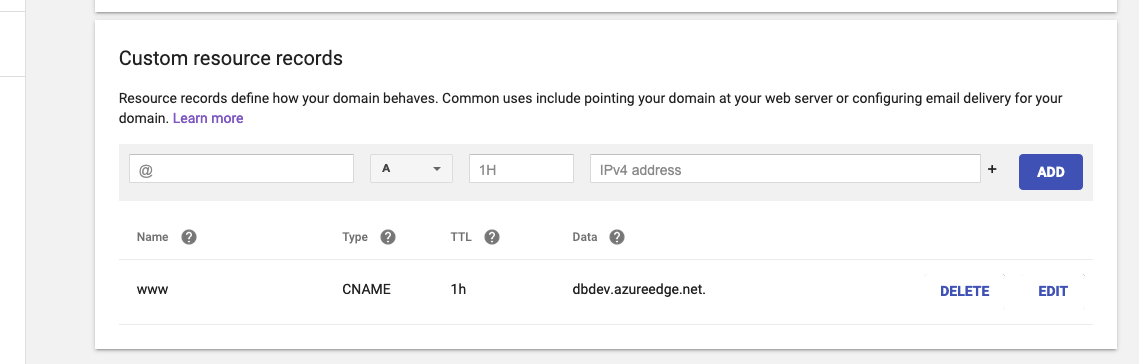 Custom resource records
Resource records define how your domain behaves. Common uses include pointing your domain at your web server or configuring email delivery for your
domain. Learn more
@ A 1H IPv4 address + ADD
Name ? Type ? TTL ? Data ?
www CNAME 1h dbdev.azureedge.net. DELETE EDIT